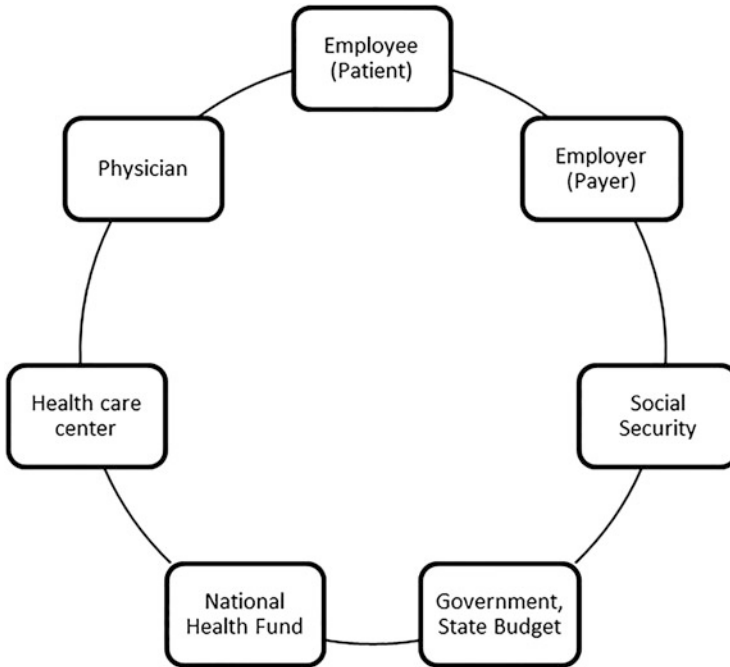 Employee
(Patient)
Employer
(Payer)
Social
Security
Government,
State Budget
National
Health Fund
Health care
center
Physician